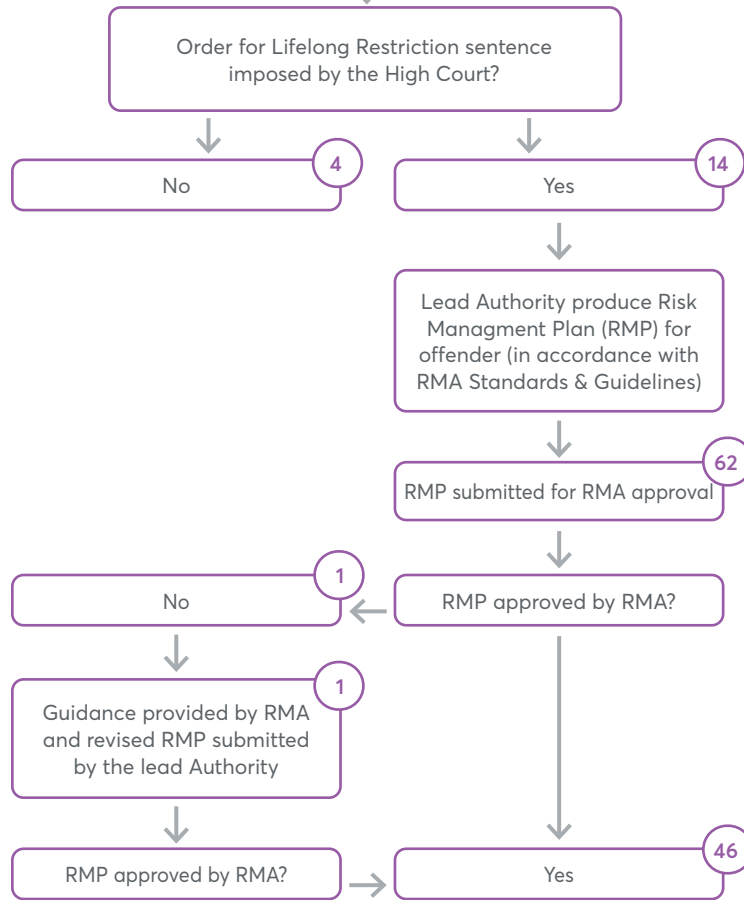 Order for Lifelong Restriction sentence
imposed by the High Court?
4
No
14
Yes
Lead Authority produce Risk
Managment Plan (RMP) for
offender (in accordance with
RMA Standards & Guidelines)
62
RMP submitted for RMA approval
1
No
RMP approved by RMA?
1
Guidance provided by RMA
and revised RMP submitted
by the lead Authority
RMP approved by RMA?
46
Yes